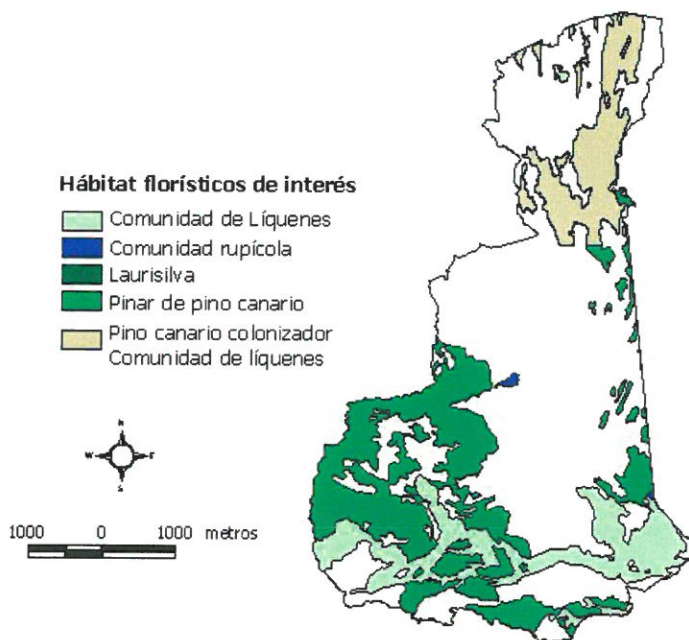 Hábitat florísticos de interés
Comunidad de Líquenes
Comunidad rupícola
Laurisilva
Pinar de pino canario
Pino canario colonizador
Comunidad de líquenes
N
W E
S
1000 0 1000 metros